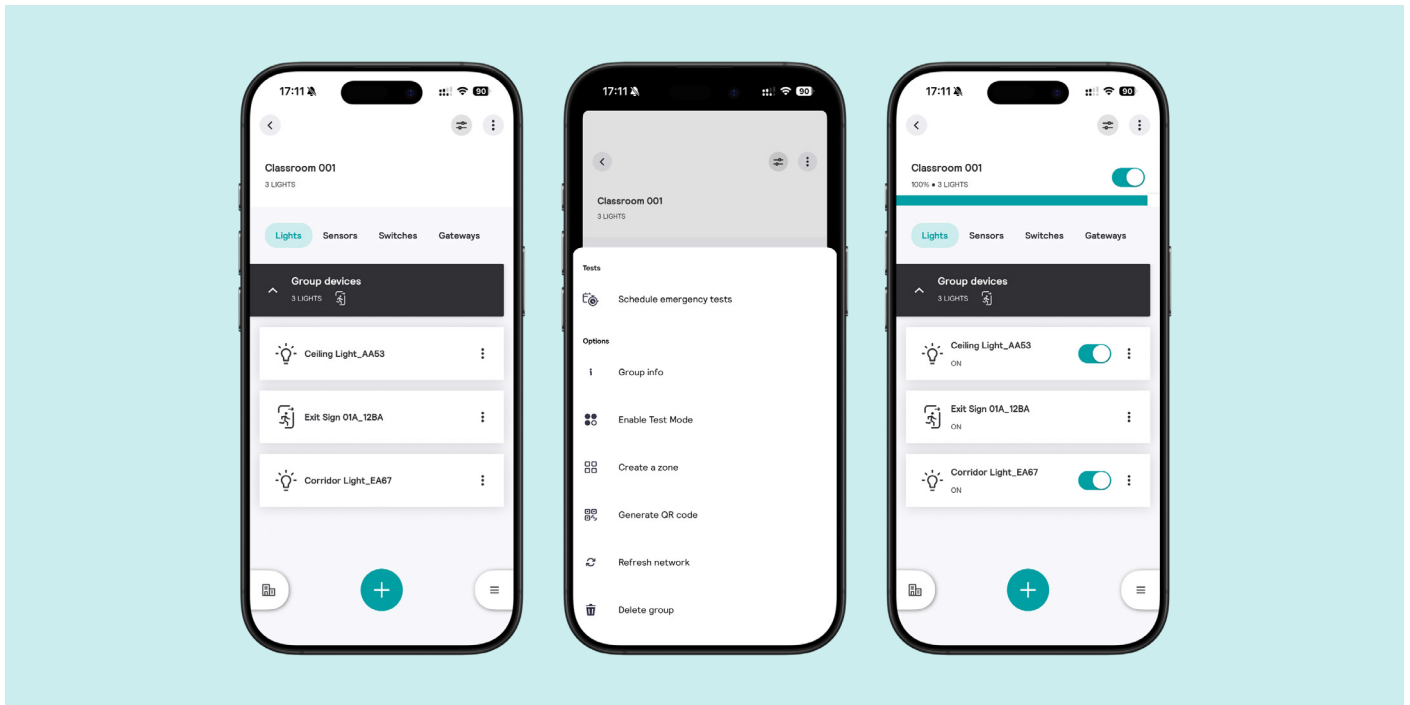 17:11
90
Classroom 001
3 LIGHTS
Lights Sensors Switches Gateways
Group devices
3 LIGHTS
Ceiling Light_AA53
Exit Sign 01A_12BA
Corridor Light_EA67
17:11
90
Classroom 001
3 LIGHTS
Tests
Schedule emergency tests
Options
Group info
Enable Test Mode
Create a zone
Generate QR code
Refresh network
Delete group
17:11
90
Classroom 001
100% • 3 LIGHTS
Lights Sensors Switches Gateways
Group devices
3 LIGHTS
Ceiling Light_AA53
ON
Exit Sign 01A_12BA
ON
Corridor Light_EA67
ON